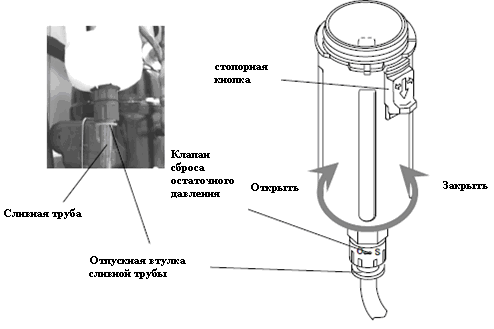 стопорная
кнопка
Клапан
сброса
остаточного
давления
Открыть
Закрыть
Сливная труба
Отпускная втулка
сливной трубы
O
S